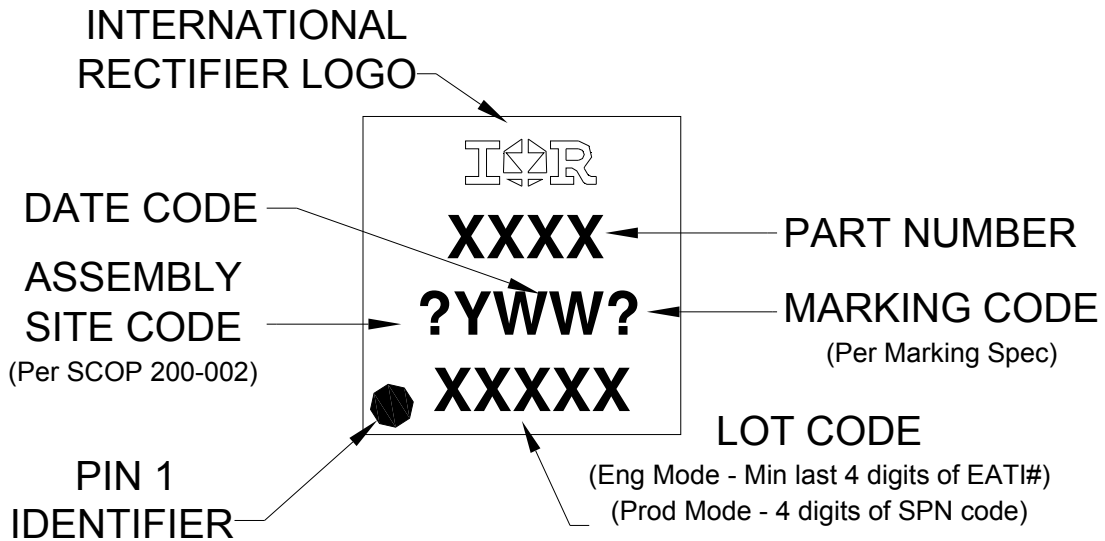 INTERNATIONAL
RECTIFIER LOGO
IR
DATE CODE
XXXX
PART NUMBER
ASSEMBLY
SITE CODE
(Per SCOP 200-002)
?YWW?
MARKING CODE
(Per Marking Spec)
XXXXX
LOT CODE
(Eng Mode - Min last 4 digits of EATI#)
(Prod Mode - 4 digits of SPN code)
PIN 1
IDENTIFIER